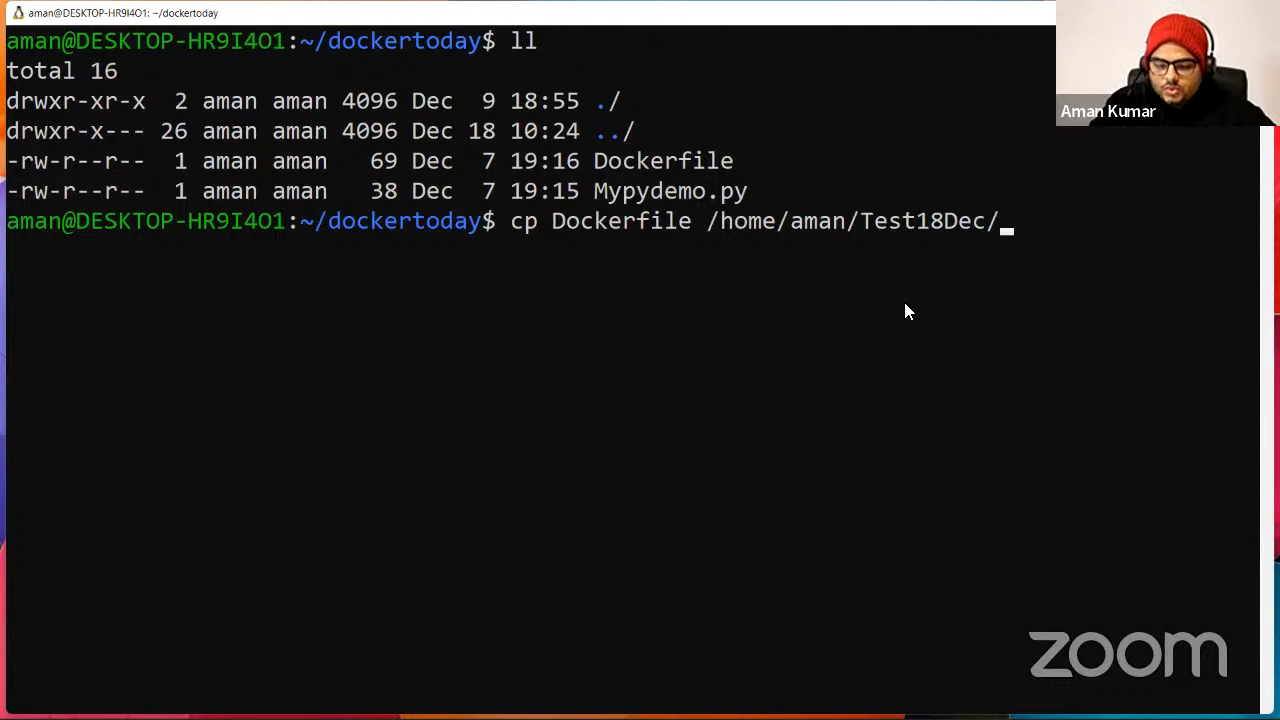 aman@DESKTOP-HR9I4O1: ~/dockertoday
aman@DESKTOP-HR9I4O1:~/dockertoday$ ll
total 16
drwxr-xr-x  2 aman aman 4096 Dec  9 18:55 ./
drwxr-x--- 26 aman aman 4096 Dec 18 10:24 ../
-rw-r--r--  1 aman aman   69 Dec  7 19:16 Dockerfile
-rw-r--r--  1 aman aman   38 Dec  7 19:15 Mypydemo.py
aman@DESKTOP-HR9I4O1:~/dockertoday$ cp Dockerfile /home/aman/Test18Dec/
Aman Kumar
zoom